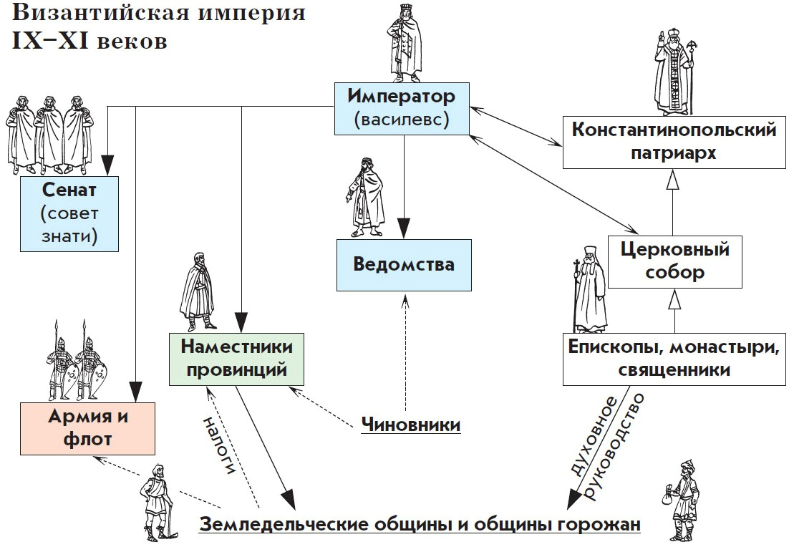 Византийская империя
IX–XI веков
Император
(василевс)
Константинопольский
патриарх
Сенат
(совет
знати)
Ведомства
Церковный
собор
Наместники
провинций
Епископы, монастыри,
священники
Армия и
флот
налоги
Чиновники
духовное
руководство
Земледельческие общины и общины горожан